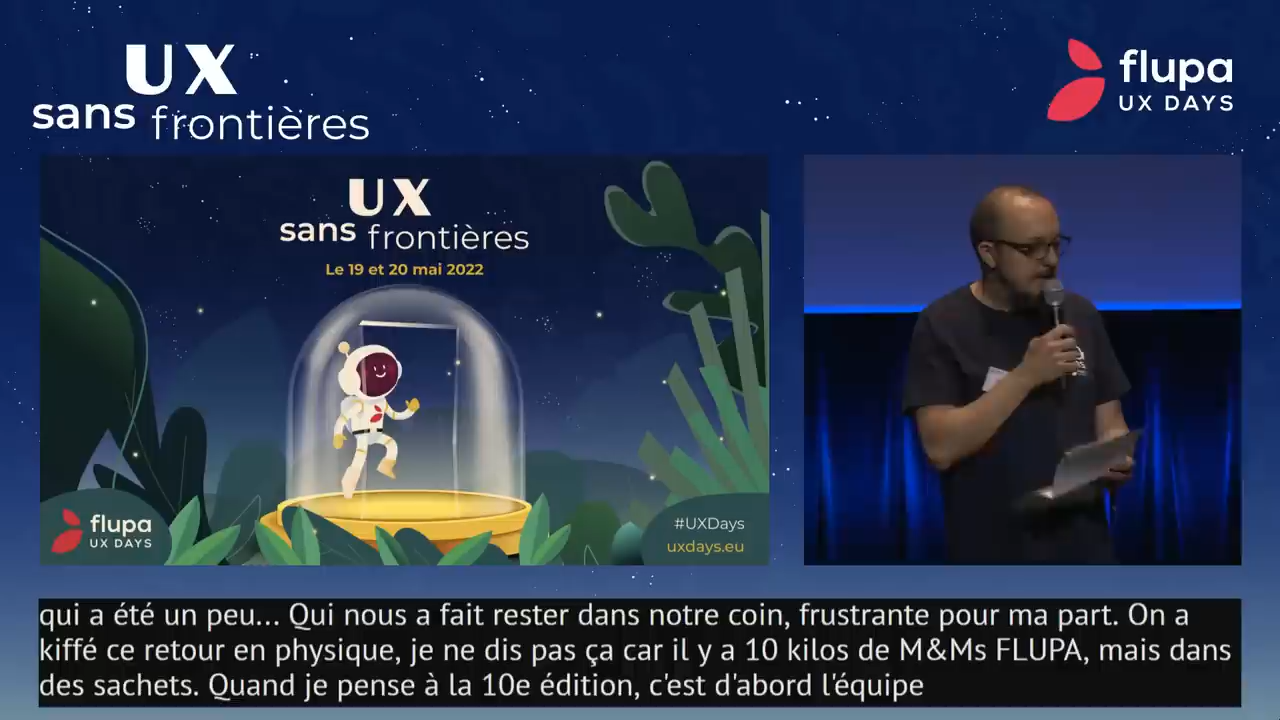 UX
sans frontières
flupa
UX DAYS
UX
sans frontières
Le 19 et 20 mai 2022
flupa
UX DAYS
#UXDays
uxdays.eu
qui a été un peu... Qui nous a fait rester dans notre coin, frustrante pour ma part. On a
kiffé ce retour en physique, je ne dis pas ça car il y a 10 kilos de M&Ms FLUPA, mais dans
des sachets. Quand je pense à la 10e édition, c'est d'abord l'équipe